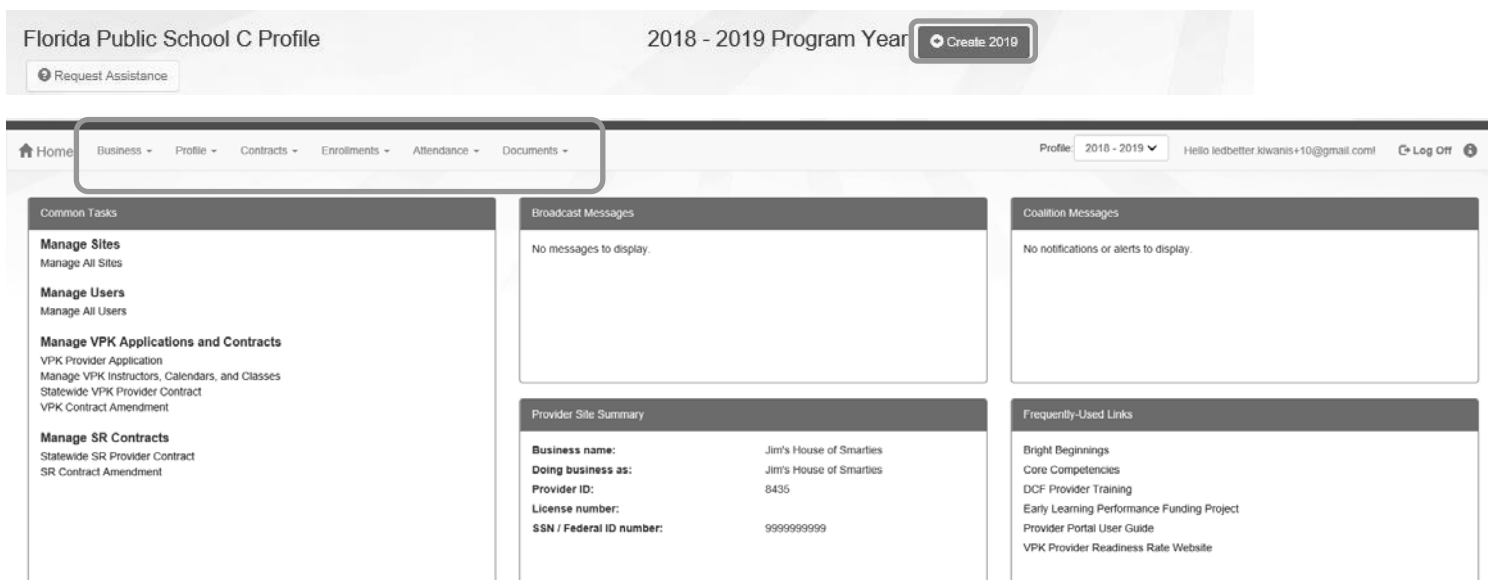 Florida Public School C Profile
2018 - 2019 Program Year
Create 2019
Request Assistance
Home
Business
Profile
Contracts
Enrollments
Attendance
Documents
Profile: 2018 - 2019
Hello ledbetter.kiwanis+10@gmail.com!
Log Off
Common Tasks
Manage Sites
Manage All Sites
Manage Users
Manage All Users
Manage VPK Applications and Contracts
VPK Provider Application
Manage VPK Instructors, Calendars, and Classes
Statewide VPK Provider Contract
VPK Contract Amendment
Manage SR Contracts
Statewide SR Provider Contract
SR Contract Amendment
Broadcast Messages
No messages to display.
Coalition Messages
No notifications or alerts to display.
Provider Site Summary
Business name: Jim's House of Smarties
Doing business as: Jim's House of Smarties
Provider ID: 8435
License number:
SSN / Federal ID number: 9999999999
Frequently-Used Links
Bright Beginnings
Core Competencies
DCF Provider Training
Early Learning Performance Funding Project
Provider Portal User Guide
VPK Provider Readiness Rate Website